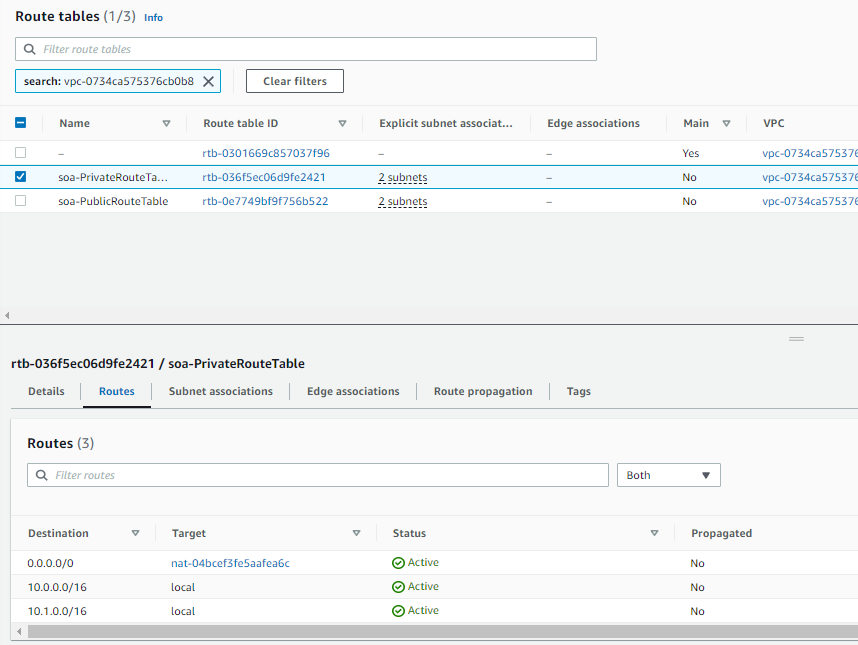 Route tables (1/3) Info
Filter route tables
search: vpc-0734ca575376cb0b8
Clear filters
Name Route table ID Explicit subnet associat... Edge associations Main VPC
– rtb-0301669c857037f96 – – Yes vpc-0734ca575376
soa-PrivateRouteTa... rtb-036f5ec06d9fe2421 2 subnets – No vpc-0734ca575376
soa-PublicRouteTable rtb-0e7749bf9f756b522 2 subnets – No vpc-0734ca575376
rtb-036f5ec06d9fe2421 / soa-PrivateRouteTable
Details Routes Subnet associations Edge associations Route propagation Tags
Routes (3)
Filter routes Both
Destination Target Status Propagated
0.0.0.0/0 nat-04bcef3fe5aafea6c Active No
10.0.0.0/16 local Active No
10.1.0.0/16 local Active No